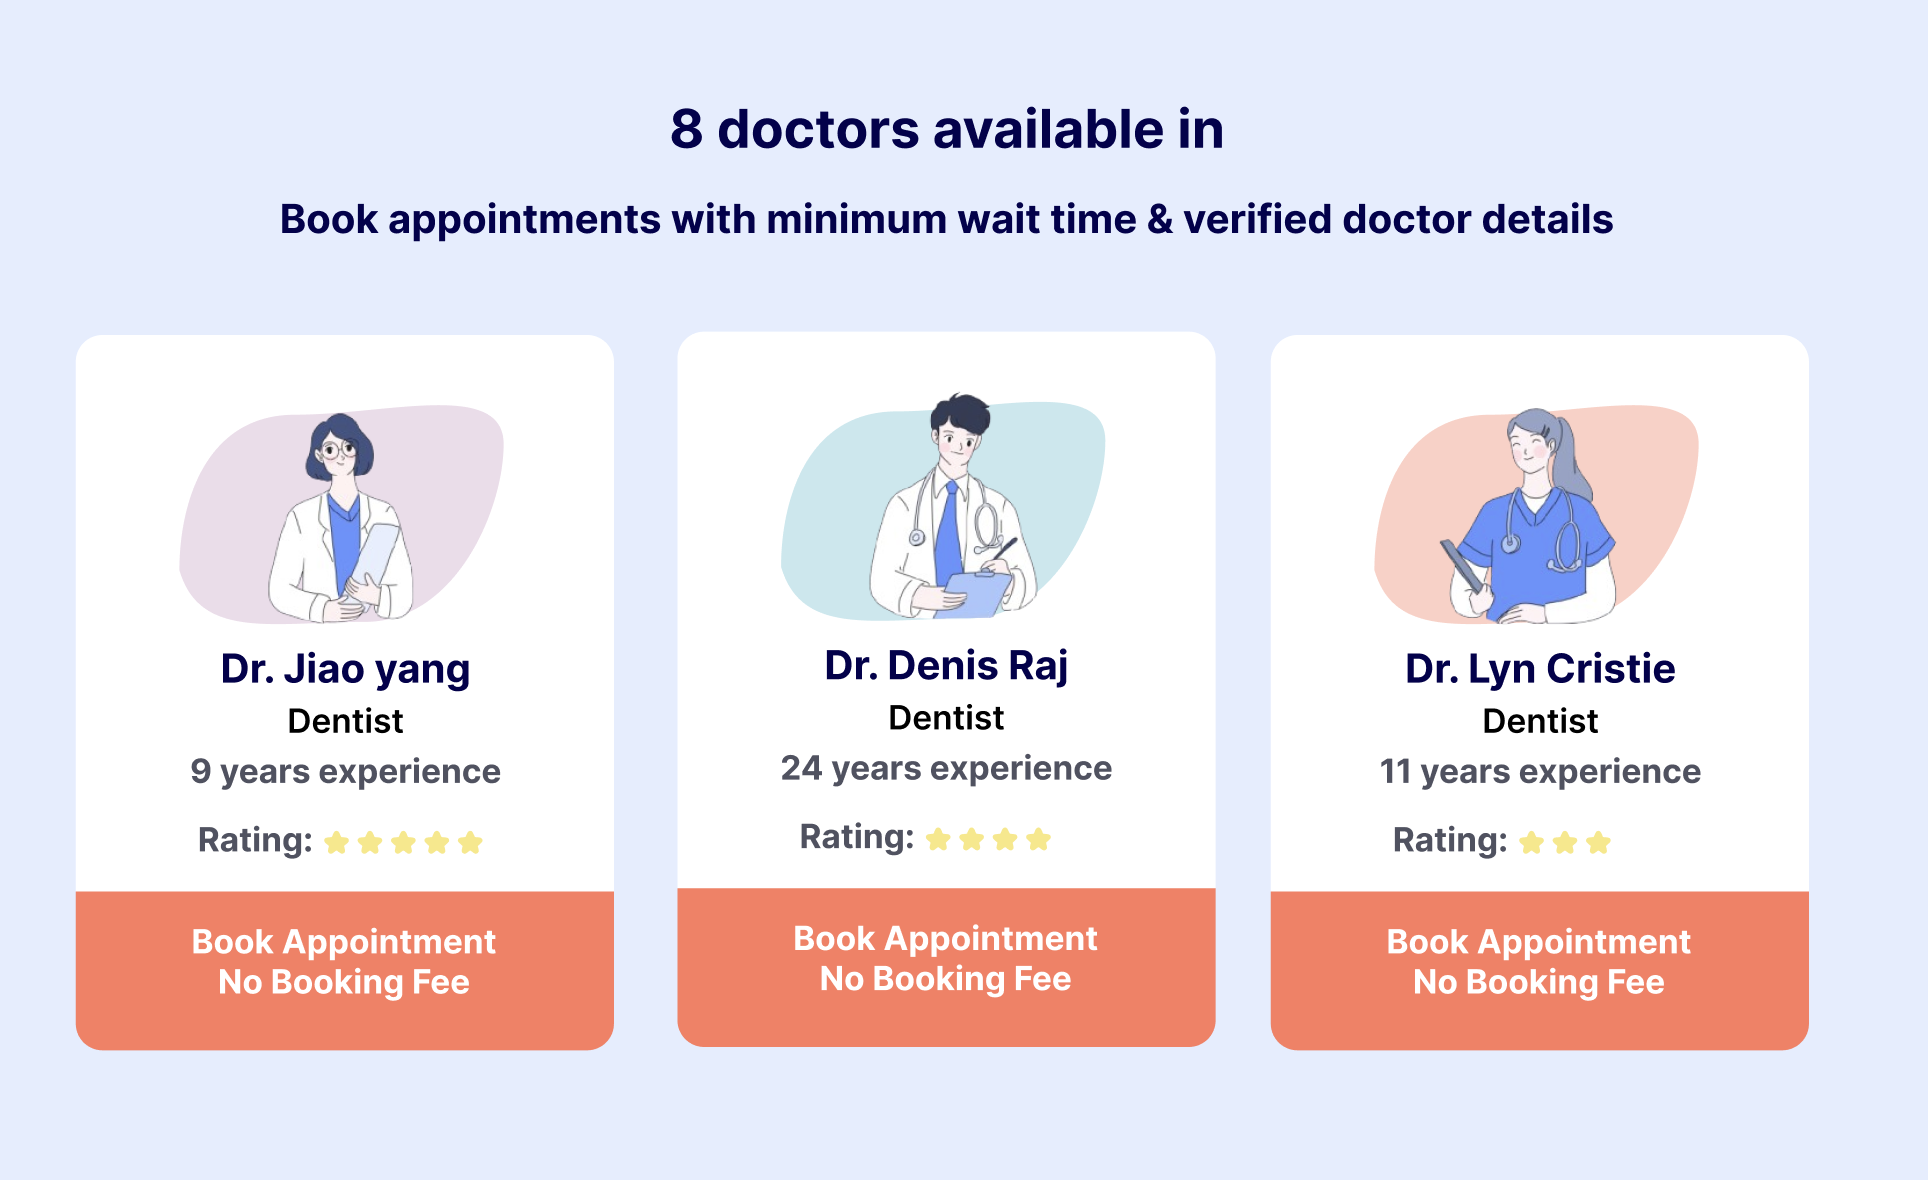 8 doctors available in
Book appointments with minimum wait time & verified doctor details
Dr. Jiao yang
Dentist
9 years experience
Rating:
Book Appointment
No Booking Fee
Dr. Denis Raj
Dentist
24 years experience
Rating:
Book Appointment
No Booking Fee
Dr. Lyn Cristie
Dentist
11 years experience
Rating:
Book Appointment
No Booking Fee